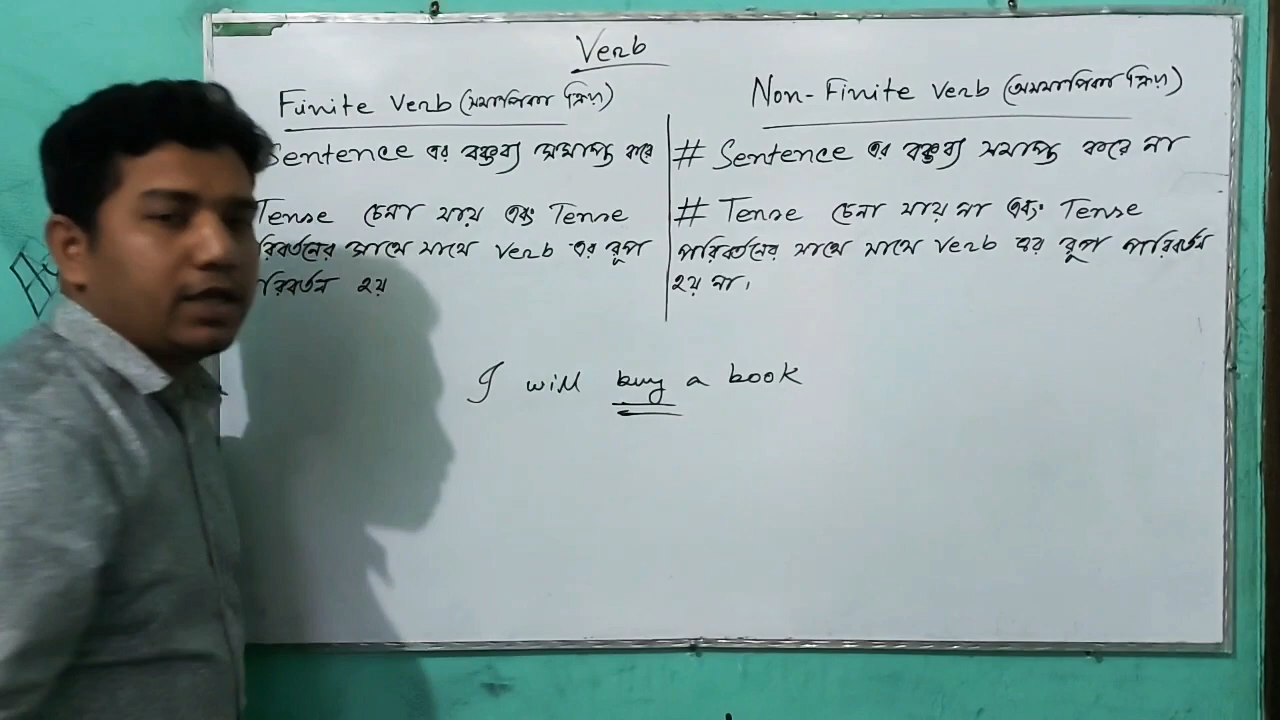 Verb
Finite Verb (সমাপিকা ক্রিয়া)
Non-Finite Verb (অসমাপিকা ক্রিয়া)
Sentence এর বক্তব্য সমাপ্ত করে
Tense চেনা যায় এবং Tense
রিবর্তনের সাথে সাথে Verb এর রূপ
রিবর্তন হয়
# Sentence এর বক্তব্য সমাপ্ত করে না
# Tense চেনা যায় না এবং Tense
পরিবর্তনের সাথে সাথে Verb এর রূপ পরিবর্তন
হয় না।
I will buy a book